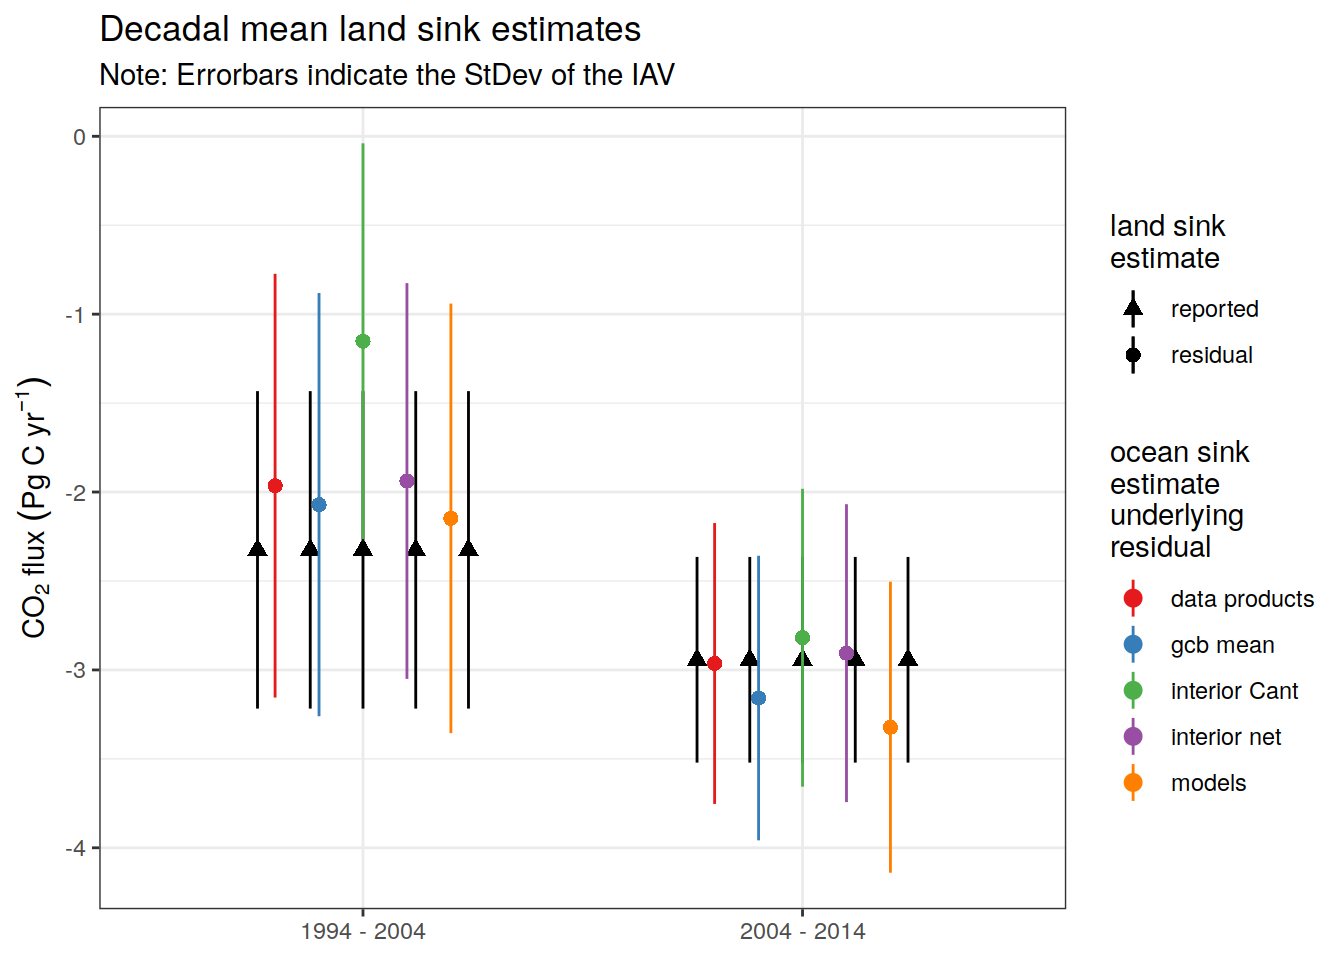 Decadal mean land sink estimates
Note: Errorbars indicate the StDev of the IAV
CO₂ flux (Pg C yr⁻¹)
0
-1
-2
-3
-4
1994 - 2004
2004 - 2014
land sink
estimate
reported
residual
ocean sink
estimate
underlying
residual
data products
gcb mean
interior Cant
interior net
models